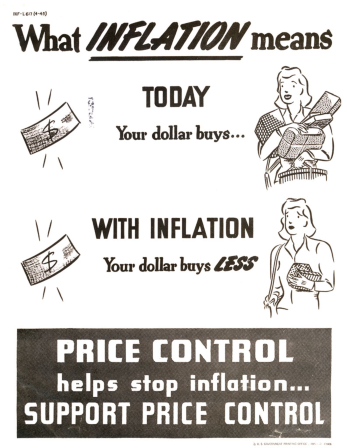 What INFLATION means
TODAY
Your dollar buys...
$
WITH INFLATION
Your dollar buys LESS
$
PRICE CONTROL
helps stop inflation...
SUPPORT PRICE CONTROL